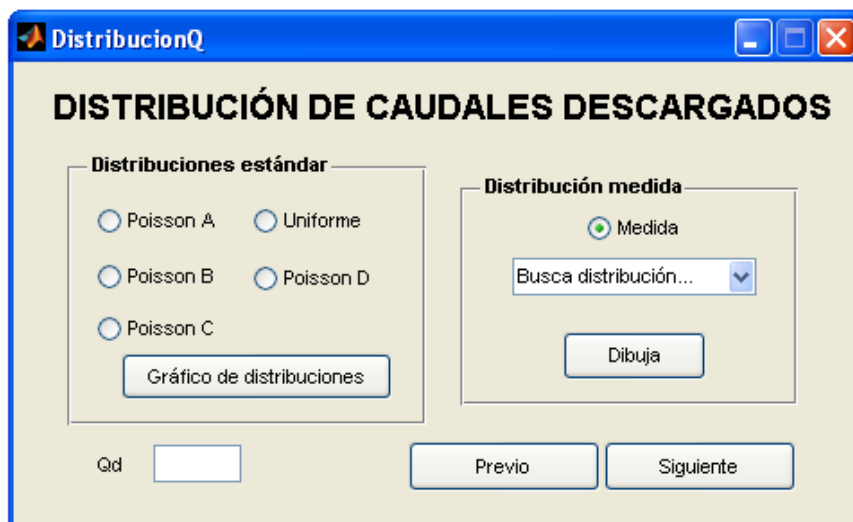 DistribucionQ
DISTRIBUCIÓN DE CAUDALES DESCARGADOS
Distribuciones estándar
Poisson A
Uniforme
Poisson B
Poisson D
Poisson C
Gráfico de distribuciones
Distribución medida
Medida
Busca distribución...
Dibuja
Qd
Previo
Siguiente